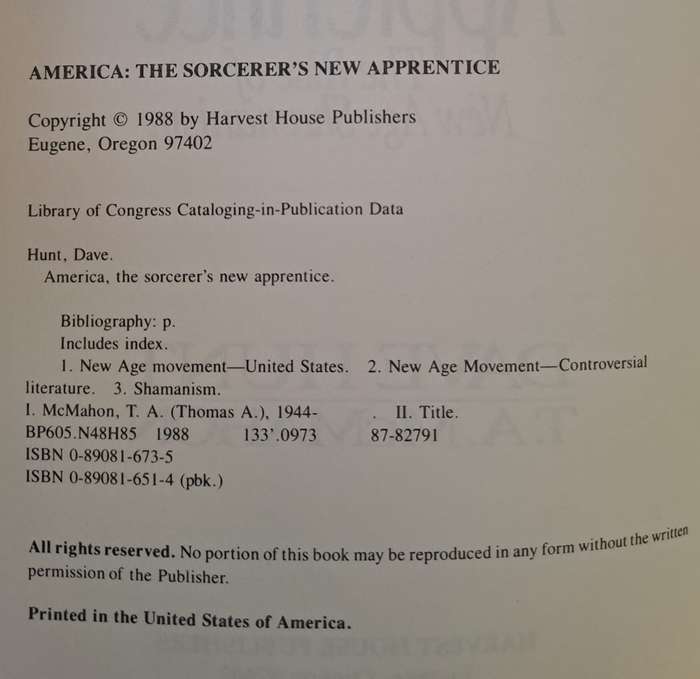 AMERICA: THE SORCERER'S NEW APPRENTICE
Copyright © 1988 by Harvest House Publishers
Eugene, Oregon 97402
Library of Congress Cataloging-in-Publication Data
Hunt, Dave.
America, the sorcerer's new apprentice.
Bibliography: p.
Includes index.
1. New Age movement—United States. 2. New Age Movement—Controversial
literature. 3. Shamanism.
I. McMahon, T. A. (Thomas A.), 1944- . II. Title.
BP605.N48H85 1988 133'.0973 87-82791
ISBN 0-89081-673-5
ISBN 0-89081-651-4 (pbk.)
All rights reserved. No portion of this book may be reproduced in any form without the written
permission of the Publisher.
Printed in the United States of America.